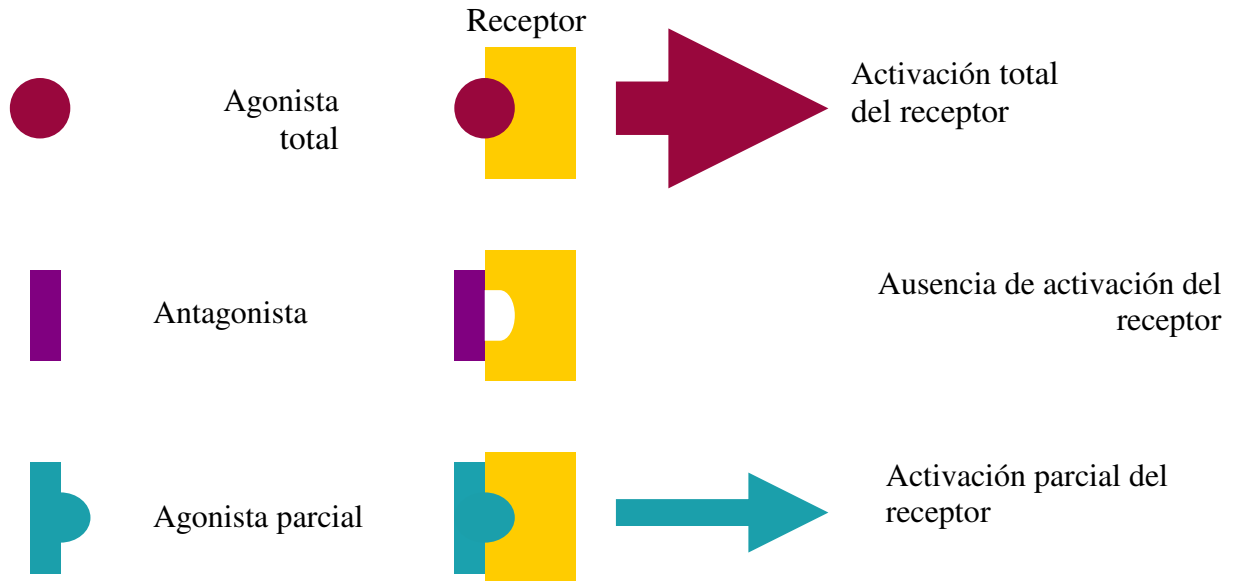 Receptor
Agonista
total
Activación total
del receptor
Antagonista
Ausencia de activación del
receptor
Agonista parcial
Activación parcial del
receptor